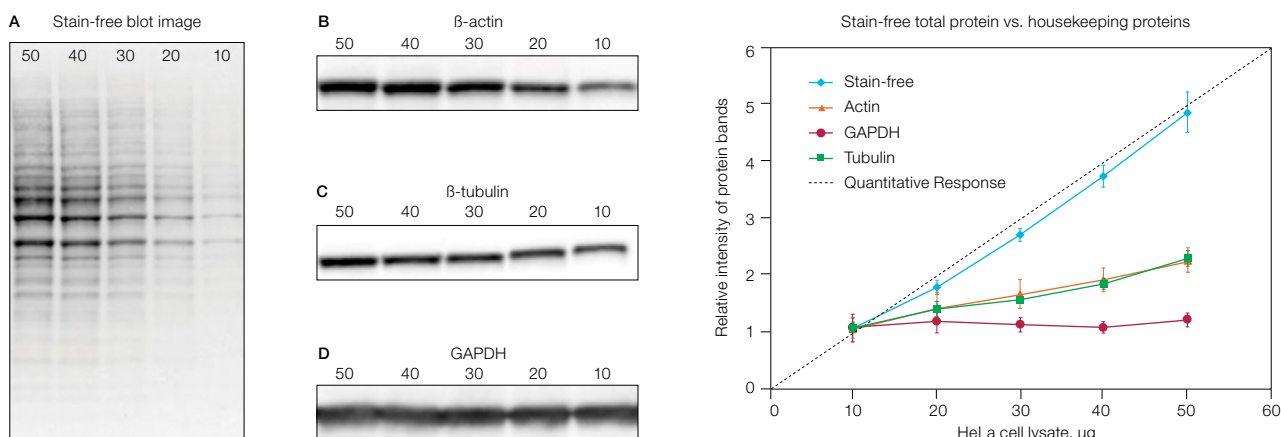 A Stain-free blot image
50 40 30 20 10
B ß-actin
50 40 30 20 10
C ß-tubulin
50 40 30 20 10
D GAPDH
50 40 30 20 10
Stain-free total protein vs. housekeeping proteins
Relative intensity of protein bands
6
5
4
3
2
1
0
Stain-free
Actin
GAPDH
Tubulin
Quantitative Response
0 10 20 30 40 50 60
HeLa cell lysate, µg